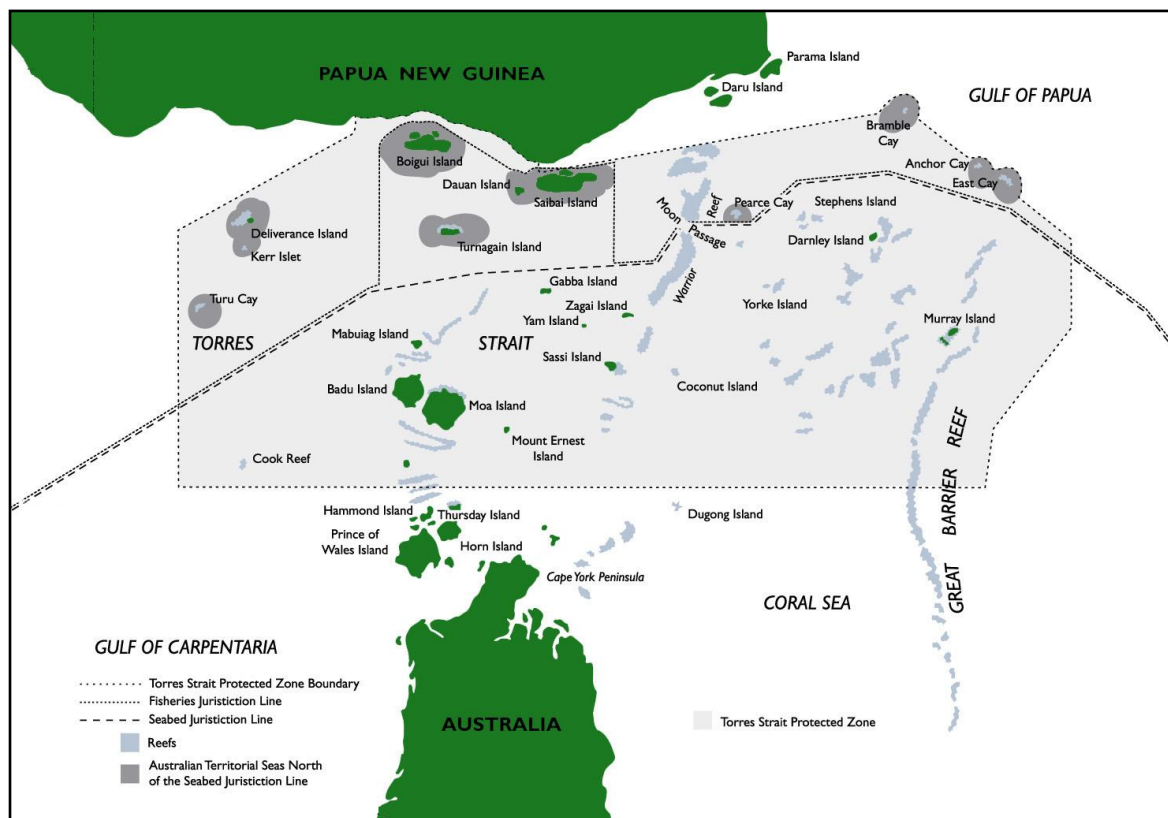 PAPUA NEW GUINEA
Parama Island
Daru Island
GULF OF PAPUA
Bramble
Cay
Boigui Island
Anchor Cay
East Cay
Dauan Island
Saibai Island
Pearce Cay
Stephens Island
Moon Passage
Reef
Warrior
Deliverance Island
Turnagain Island
Darnley Island
Kerr Islet
Gabba Island
Turu Cay
Zagai Island
Yorke Island
Yam Island
Murray Island
TORRES
STRAIT
Mabuiag Island
Sassi Island
Badu Island
Coconut Island
Moa Island
Mount Ernest
Island
Cook Reef
GREAT BARRIER REEF
Hammond Island
Thursday Island
Dugong Island
Prince of
Wales Island
Horn Island
Cape York Peninsula
CORAL SEA
GULF OF CARPENTARIA
Torres Strait Protected Zone Boundary
Fisheries Juristiction Line
Seabed Juristiction Line
Reefs
Australian Territorial Seas North
of the Seabed Juristiction Line
AUSTRALIA
Torres Strait Protected Zone